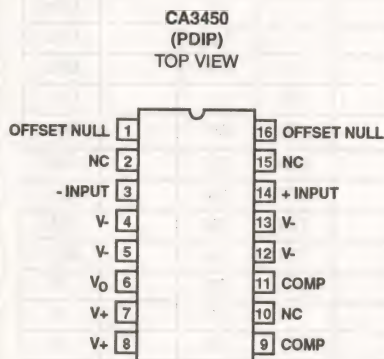 CA3450
(PDIP)
TOP VIEW
OFFSET NULL 1 16 OFFSET NULL
NC 2 15 NC
- INPUT 3 14 + INPUT
V- 4 13 V-
V- 5 12 V-
VO 6 11 COMP
V+ 7 10 NC
V+ 8 9 COMP